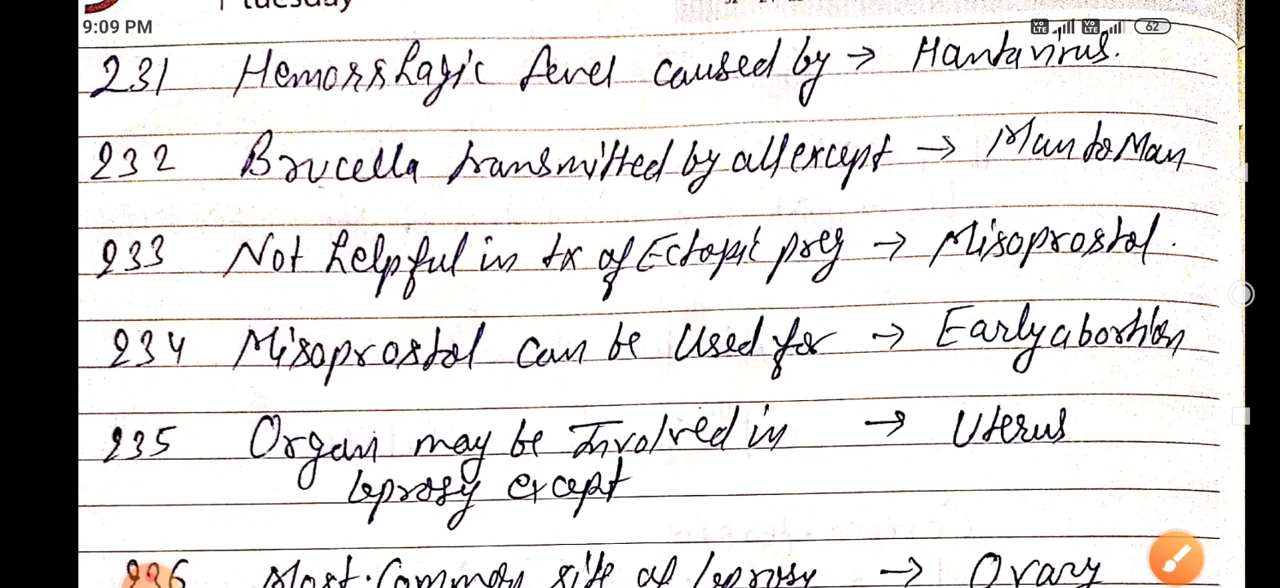 tuesday
9:09 PM
62
231 Hemorrhagic fever caused by → Hantavirus.
232 Brucella transmitted by all except → Man to Man
233 Not helpful in tx of Ectopic preg → Misoprostol.
234 Misoprostol can be Used for → Early abortion
235 Organ may be Involved in → Uterus
leprosy except
236 Most Common site of leprosy → Ovary